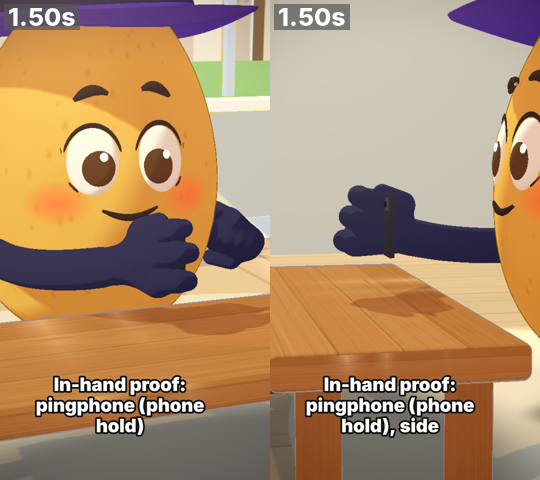 1.50s
In-hand proof:
pingphone (phone
hold)
1.50s
In-hand proof:
pingphone (phone
hold), side